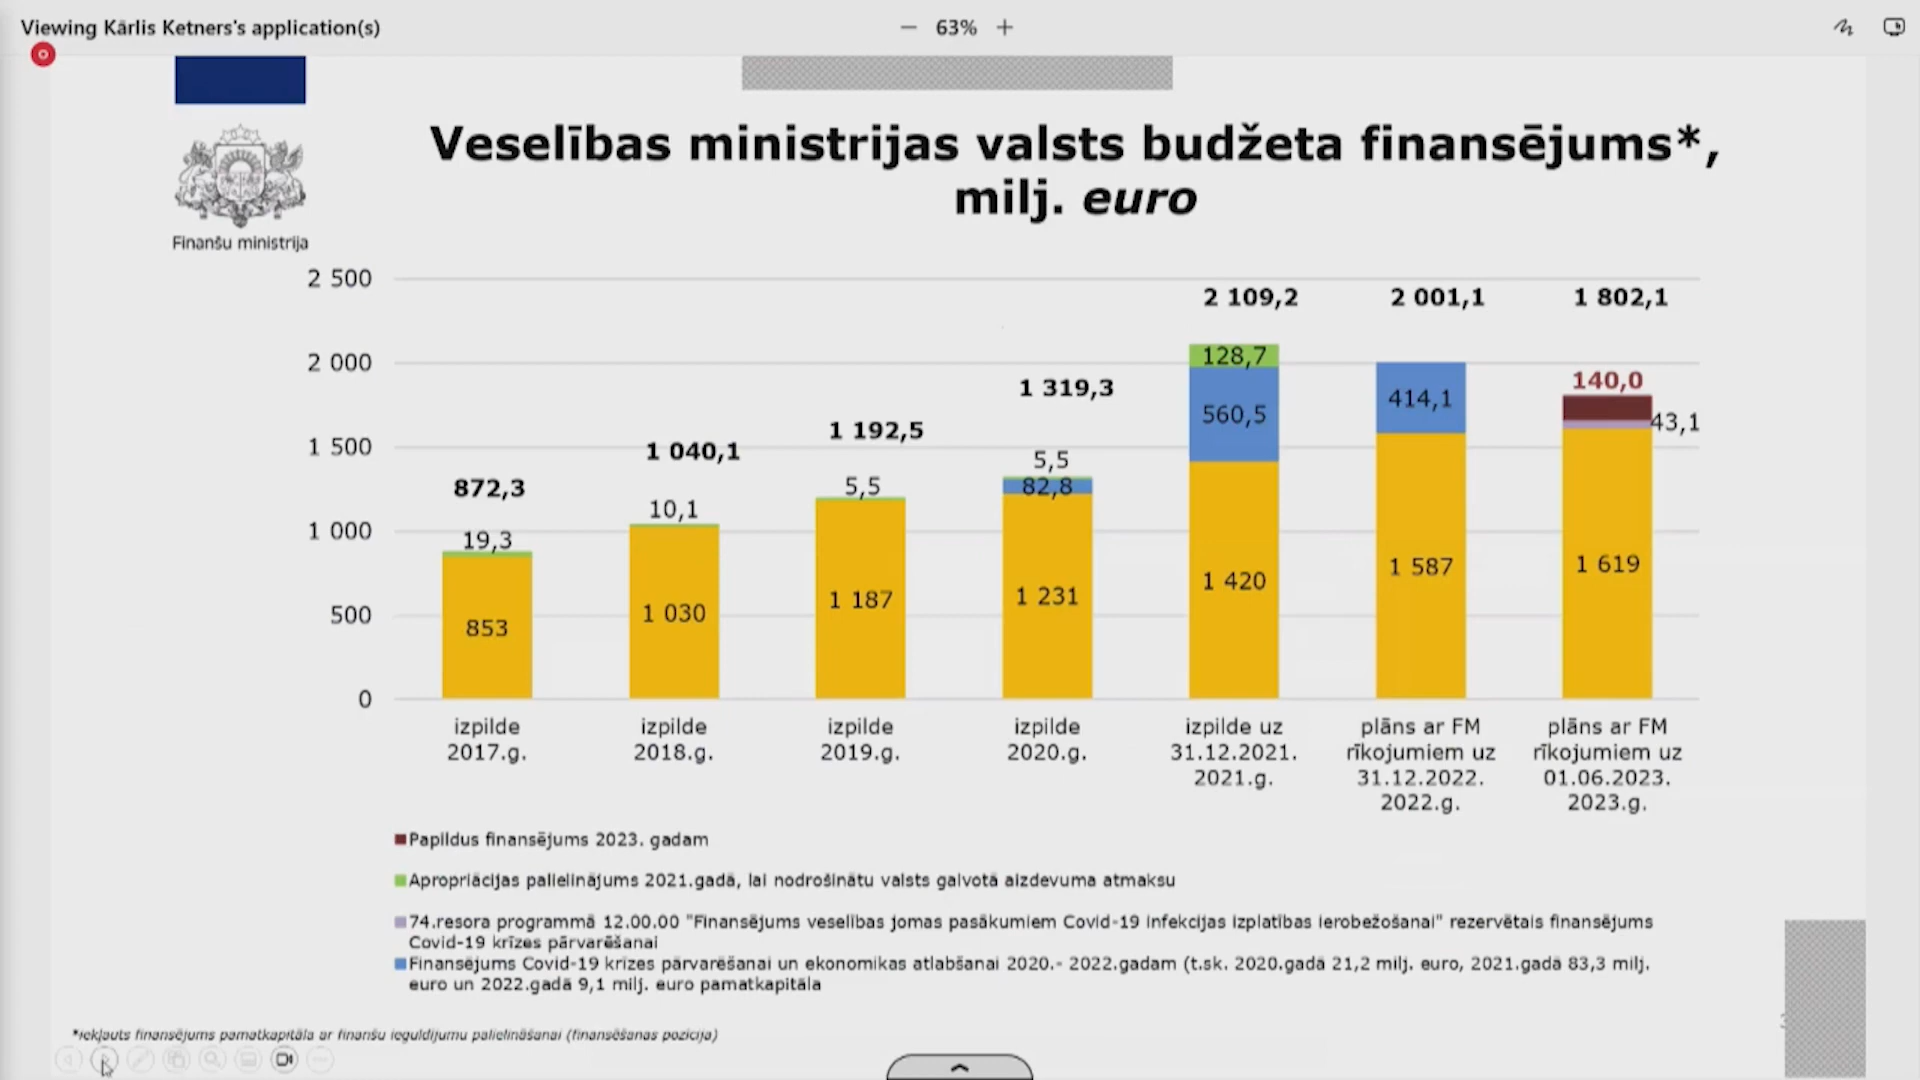 Viewing Kārlis Ketners's application(s)
63%
Veselības ministrijas valsts budžeta finansējums*,
milj. euro
Finanšu ministrija
2 500
2 000
1 500
1 000
500
0
872,3
19,3
853
1 040,1
10,1
1 030
1 192,5
5,5
1 187
1 319,3
5,5
82,8
1 231
2 109,2
128,7
560,5
1 420
2 001,1
414,1
1 587
1 802,1
140,0
43,1
1 619
izpilde
2017.g.
izpilde
2018.g.
izpilde
2019.g.
izpilde
2020.g.
izpilde uz
31.12.2021.
2021.g.
plāns ar FM
rīkojumiem uz
31.12.2022.
2022.g.
plāns ar FM
rīkojumiem uz
01.06.2023.
2023.g.
Papildus finansējums 2023. gadam
Apropriācijas palielinājums 2021.gadā, lai nodrošinātu valsts galvotā aizdevuma atmaksu
74.resora programmā 12.00.00 "Finansējums veselības jomas pasākumiem Covid-19 infekcijas izplatības ierobežošanai" rezervētais finansējums
Covid-19 krīzes pārvarēšanai
Finansējums Covid-19 krīzes pārvarēšanai un ekonomikas atlabšanai 2020.- 2022.gadam (t.sk. 2020.gadā 21,2 milj. euro, 2021.gadā 83,3 milj.
euro un 2022.gadā 9,1 milj. euro pamatkapitāla
*iekļauts finansējums pamatkapitāla ar finanšu ieguldījumu palielināšanai (finansēšanas pozīcija)